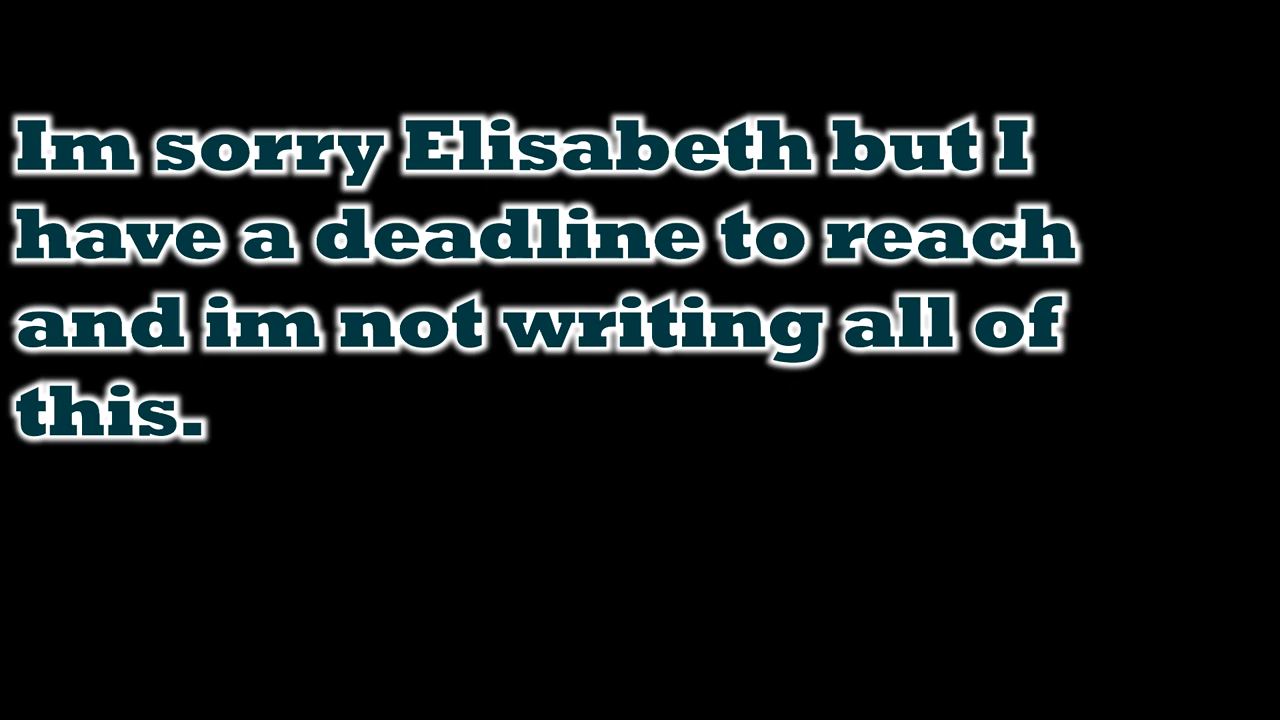 Im sorry Elisabeth but I
have a deadline to reach
and im not writing all of
this.